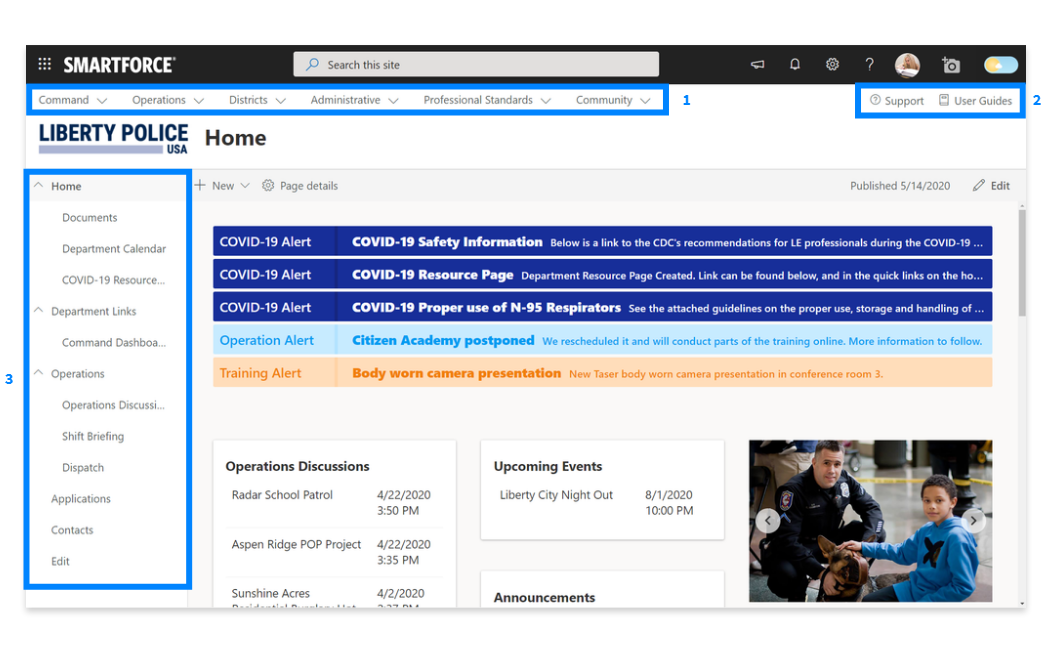 SMARTFORCE®
Search this site
?
Command Operations Districts Administrative Professional Standards Community
1
Support User Guides
2
LIBERTY POLICE
USA
Home
3
Home
Documents
Department Calendar
COVID-19 Resource...
Department Links
Command Dashboa...
Operations
Operations Discussi...
Shift Briefing
Dispatch
Applications
Contacts
Edit
+ New Page details
Published 5/14/2020 Edit
COVID-19 Alert COVID-19 Safety Information Below is a link to the CDC's recommendations for LE professionals during the COVID-19 ...
COVID-19 Alert COVID-19 Resource Page Department Resource Page Created. Link can be found below, and in the quick links on the ho...
COVID-19 Alert COVID-19 Proper use of N-95 Respirators See the attached guidelines on the proper use, storage and handling of ...
Operation Alert Citizen Academy postponed We rescheduled it and will conduct parts of the training online. More information to follow.
Training Alert Body worn camera presentation New Taser body worn camera presentation in conference room 3.
Operations Discussions
Radar School Patrol 4/22/2020
3:50 PM
Aspen Ridge POP Project 4/22/2020
3:35 PM
Sunshine Acres 4/2/2020
Upcoming Events
Liberty City Night Out 8/1/2020
10:00 PM
Announcements